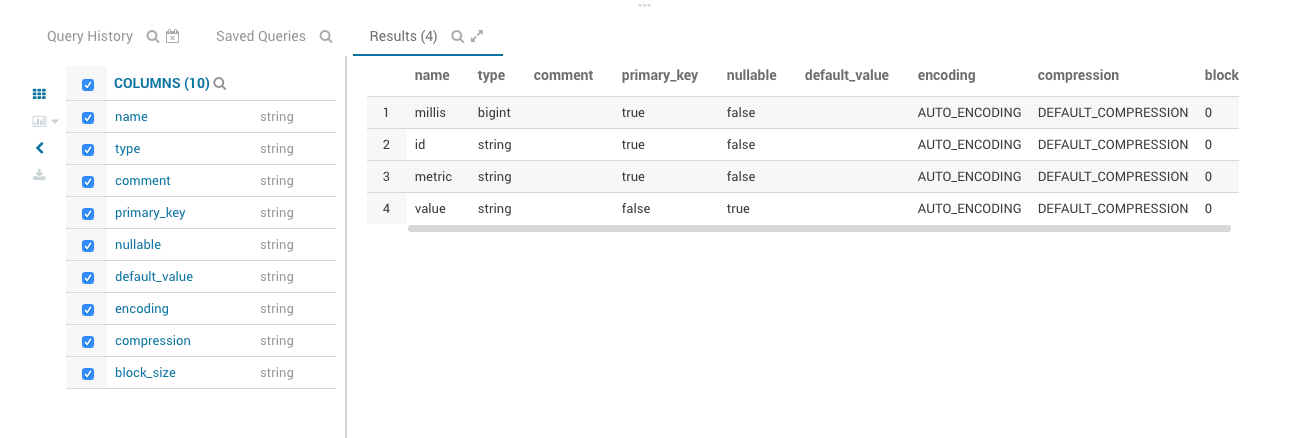 Query History Saved Queries Results (4)
COLUMNS (10)
name string
type string
comment string
primary_key string
nullable string
default_value string
encoding string
compression string
block_size string
name type comment primary_key nullable default_value encoding compression block
1 millis bigint true false AUTO_ENCODING DEFAULT_COMPRESSION 0
2 id string true false AUTO_ENCODING DEFAULT_COMPRESSION 0
3 metric string true false AUTO_ENCODING DEFAULT_COMPRESSION 0
4 value string false true AUTO_ENCODING DEFAULT_COMPRESSION 0